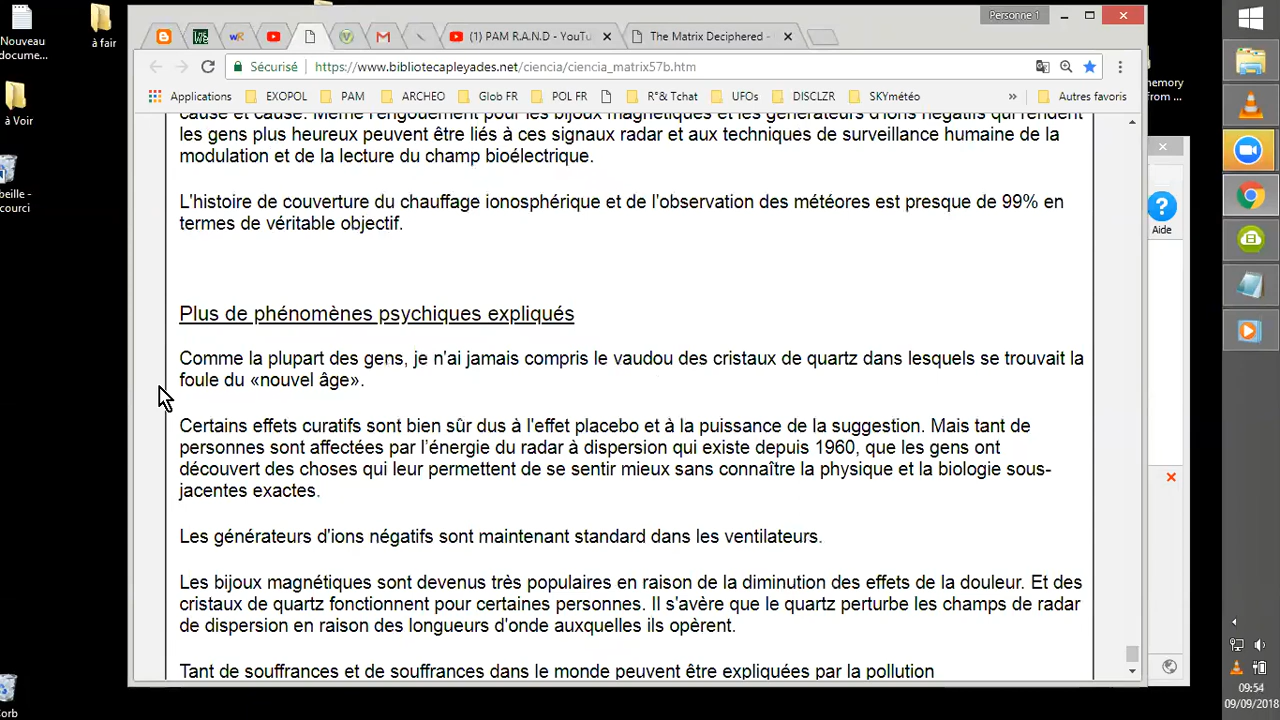 Personne 1
(1) PAM R.A.N.D - YouTu
The Matrix Deciphered -
Sécurisé
https://www.bibliotecapleyades.net/ciencia/ciencia_matrix57b.htm
Applications
EXOPOL
PAM
ARCHEO
Glob FR
POL FR
R°& Tchat
UFOs
DISCLZR
SKYmétéo
»
Autres favoris
Nouveau
docume...
à fair
à Voir
beille -
courci
Corb
memory
from ...
Aide
cause et cause. Même l'engouement pour les bijoux magnétiques et les générateurs d'ions négatifs qui rendent
les gens plus heureux peuvent être liés à ces signaux radar et aux techniques de surveillance humaine de la
modulation et de la lecture du champ bioélectrique.
L'histoire de couverture du chauffage ionosphérique et de l'observation des météores est presque de 99% en
termes de véritable objectif.
Plus de phénomènes psychiques expliqués
Comme la plupart des gens, je n'ai jamais compris le vaudou des cristaux de quartz dans lesquels se trouvait la
foule du «nouvel âge».
Certains effets curatifs sont bien sûr dus à l'effet placebo et à la puissance de la suggestion. Mais tant de
personnes sont affectées par l'énergie du radar à dispersion qui existe depuis 1960, que les gens ont
découvert des choses qui leur permettent de se sentir mieux sans connaître la physique et la biologie sous-
jacentes exactes.
Les générateurs d'ions négatifs sont maintenant standard dans les ventilateurs.
Les bijoux magnétiques sont devenus très populaires en raison de la diminution des effets de la douleur. Et des
cristaux de quartz fonctionnent pour certaines personnes. Il s'avère que le quartz perturbe les champs de radar
de dispersion en raison des longueurs d'onde auxquelles ils opèrent.
Tant de souffrances et de souffrances dans le monde peuvent être expliquées par la pollution
09:54
09/09/2018